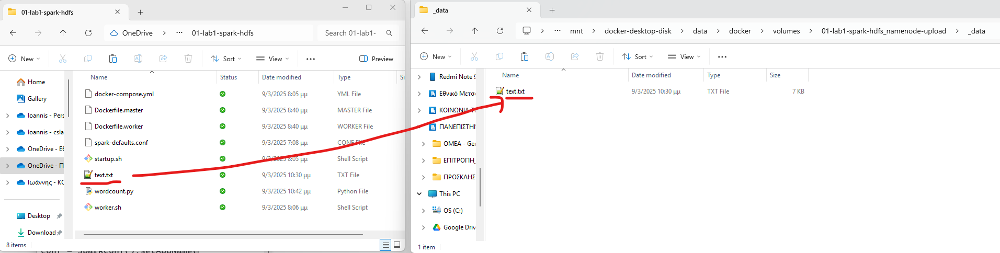 01-lab1-spark-hdfs
OneDrive
01-lab1-spark-hdfs
Search 01-lab1-
New
Sort
View
Preview
Name
Status
Date modified
Type
Si
Home
Gallery
Ioannis - Pers
Ioannis - csla
OneDrive - Εθ
OneDrive - Π
Ιωάννης - ΚΟ
Desktop
Download
docker-compose.yml
9/3/2025 8:05 μμ
YML File
Dockerfile.master
9/3/2025 8:40 μμ
MASTER File
Dockerfile.worker
9/3/2025 8:40 μμ
WORKER File
spark-defaults.conf
9/3/2025 7:08 μμ
CONF File
startup.sh
9/3/2025 8:05 μμ
Shell Script
text.txt
9/3/2025 10:30 μμ
TXT File
wordcount.py
9/3/2025 10:42 μμ
Python File
worker.sh
9/3/2025 8:06 μμ
Shell Script
8 items
_data
mnt
docker-desktop-disk
data
docker
volumes
01-lab1-spark-hdfs_namenode-upload
_data
New
Sort
View
Name
Date modified
Type
Size
Redmi Note 9
Εθνικό Μετσό
ΚΟΙΝΩΝΙΑ
ΠΑΝΕΠΙΣΤΗΜ
ΟΜΕΑ - Ger
ΕΠΙΤΡΟΠΗ_
ΠΡΟΣΚΛΗΣ
This PC
OS (C:)
Google Driv
text.txt
9/3/2025 10:30 μμ
TXT File
7 KB
1 item